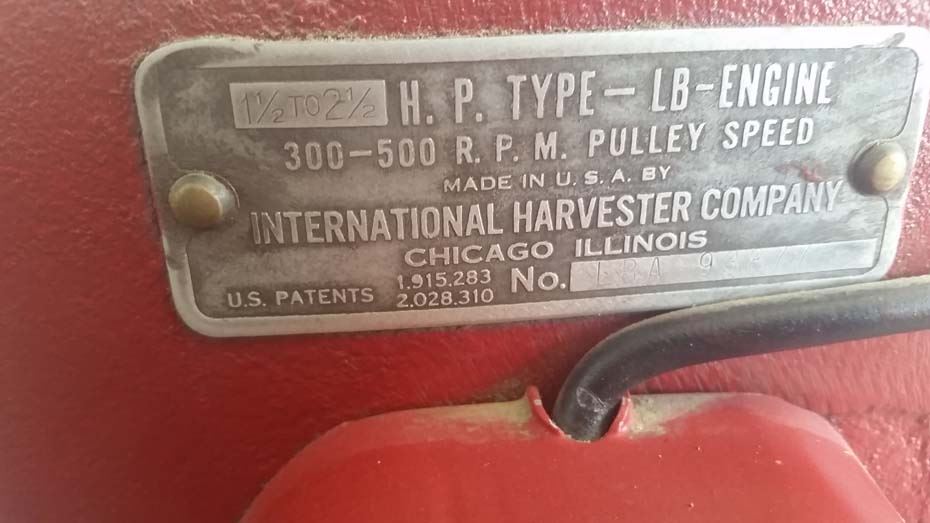 1½ TO 2½ H. P. TYPE — LB-ENGINE
300-500 R. P. M. PULLEY SPEED
MADE IN U. S. A. BY
INTERNATIONAL HARVESTER COMPANY
CHICAGO ILLINOIS
U.S. PATENTS 1.915.283 No. LBA
2.028.310